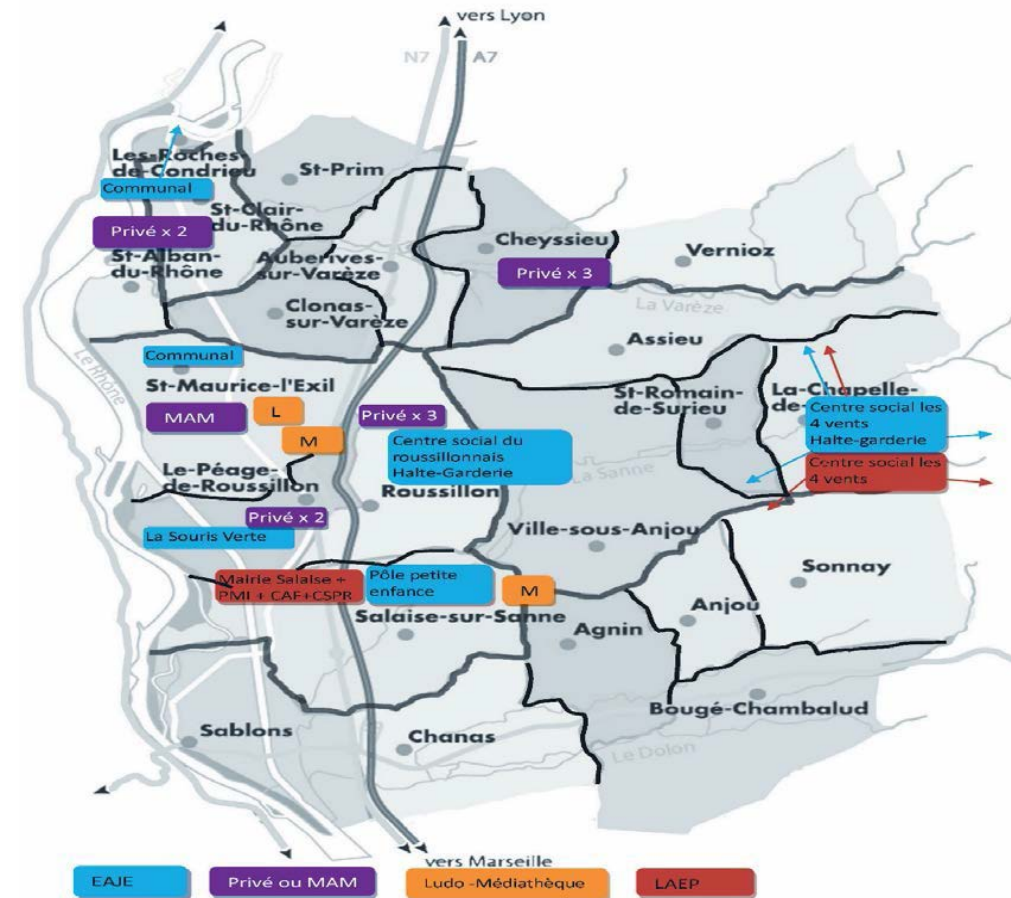 vers Lyon
N7
A7
Les-Roches-
de-Condrieu
St-Prim
Communal
St-Clair-
du-Rhône
Privé x 2
Cheyssieu
Vernioz
St-Alban-
du-Rhône
Auberives-
sur-Varèze
Privé x 3
Clonas-
sur-Varèze
La Varèze
Assieu
Le Rhône
Communal
St-Maurice-l'Exil
St-Romain-
de-Surieu
La-Chapelle-
de-
Centre social les
4 vents
Halte-garderie
MAM
L
Privé x 3
M
Centre social du
roussillonnais
Halte-Garderie
Centre social les
4 vents
Le-Péage-
de-Roussillon
La Sanne
Roussillon
Privé x 2
La Souris Verte
Ville-sous-Anjou
Sonnay
Mairie Salaise +
PMI + CAF+CSPR
Pôle petite
enfance
M
Anjou
Salaise-sur-Sanne
Agnin
Bougé-Chambalud
Sablons
Chanas
Le Dolon
vers Marseille
EAJE
Privé ou MAM
Ludo -Médiathèque
LAEP